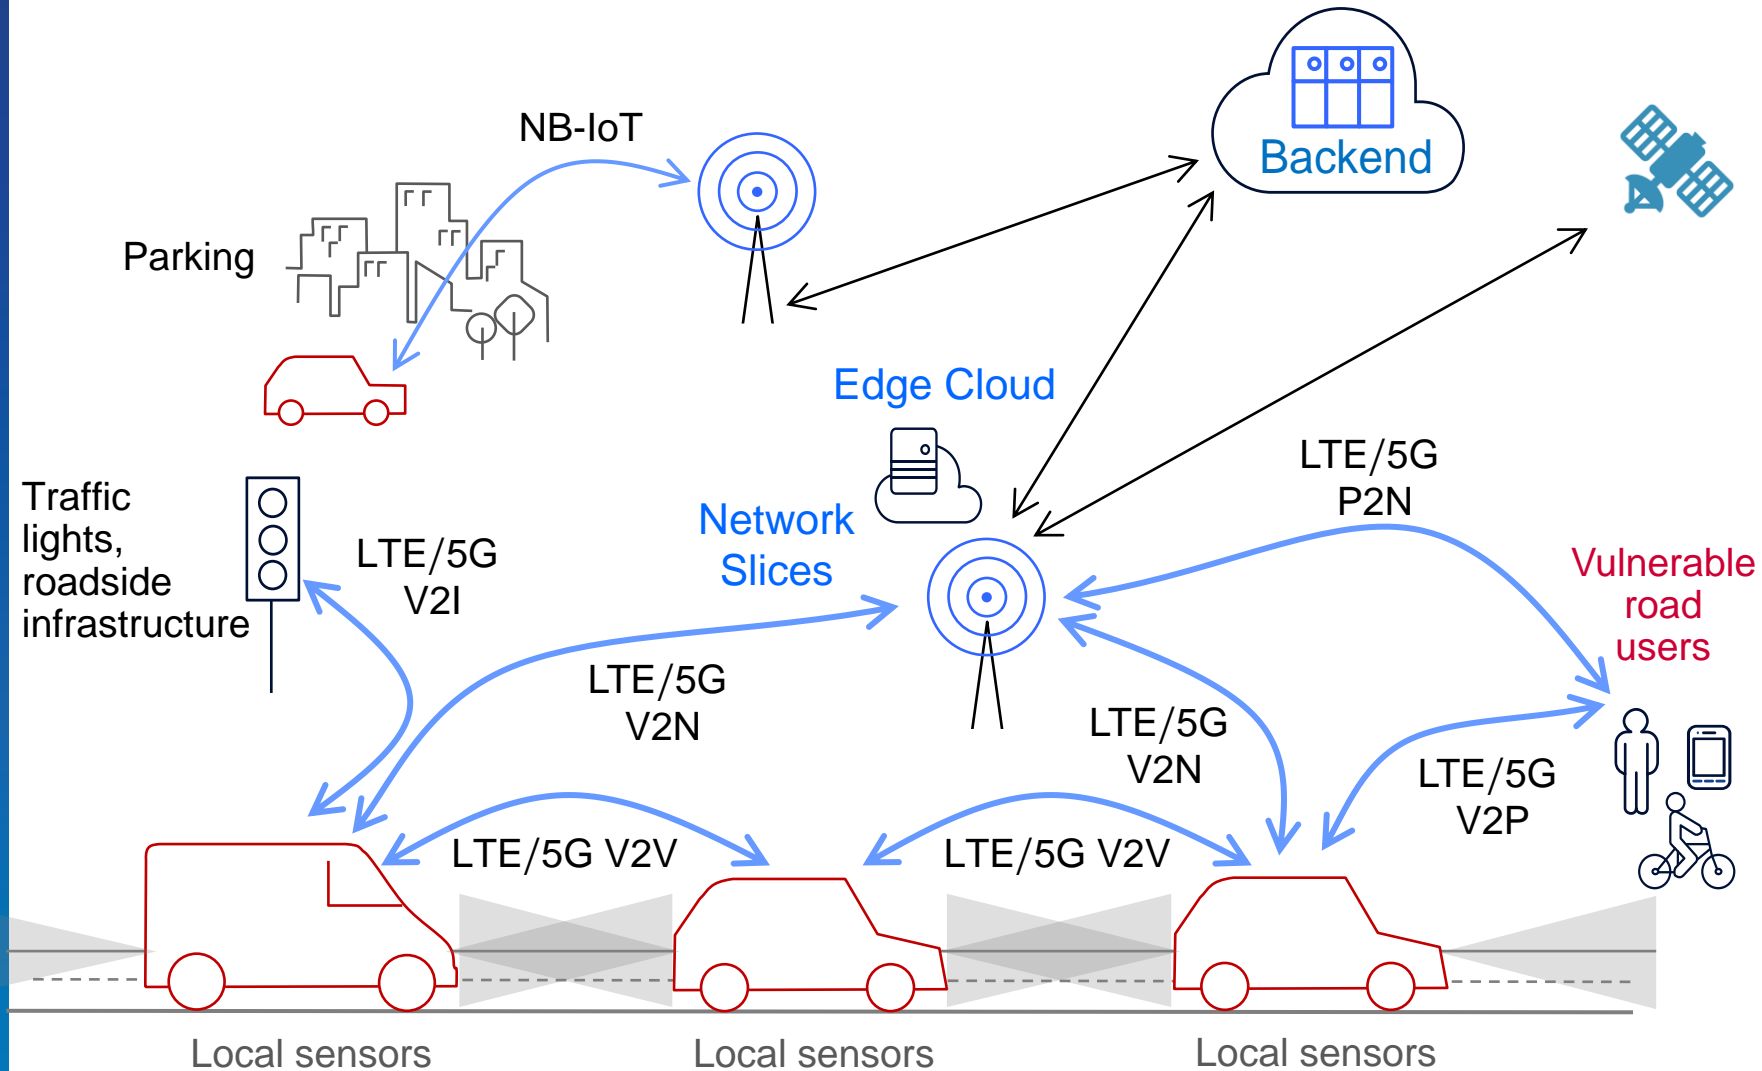 NB-IoT
Backend
Parking
Edge Cloud
LTE/5G
P2N
Traffic
lights,
roadside
infrastructure
LTE/5G
V2I
Network
Slices
Vulnerable
road
users
LTE/5G
V2N
LTE/5G
V2N
LTE/5G
V2P
LTE/5G V2V
LTE/5G V2V
Local sensors
Local sensors
Local sensors